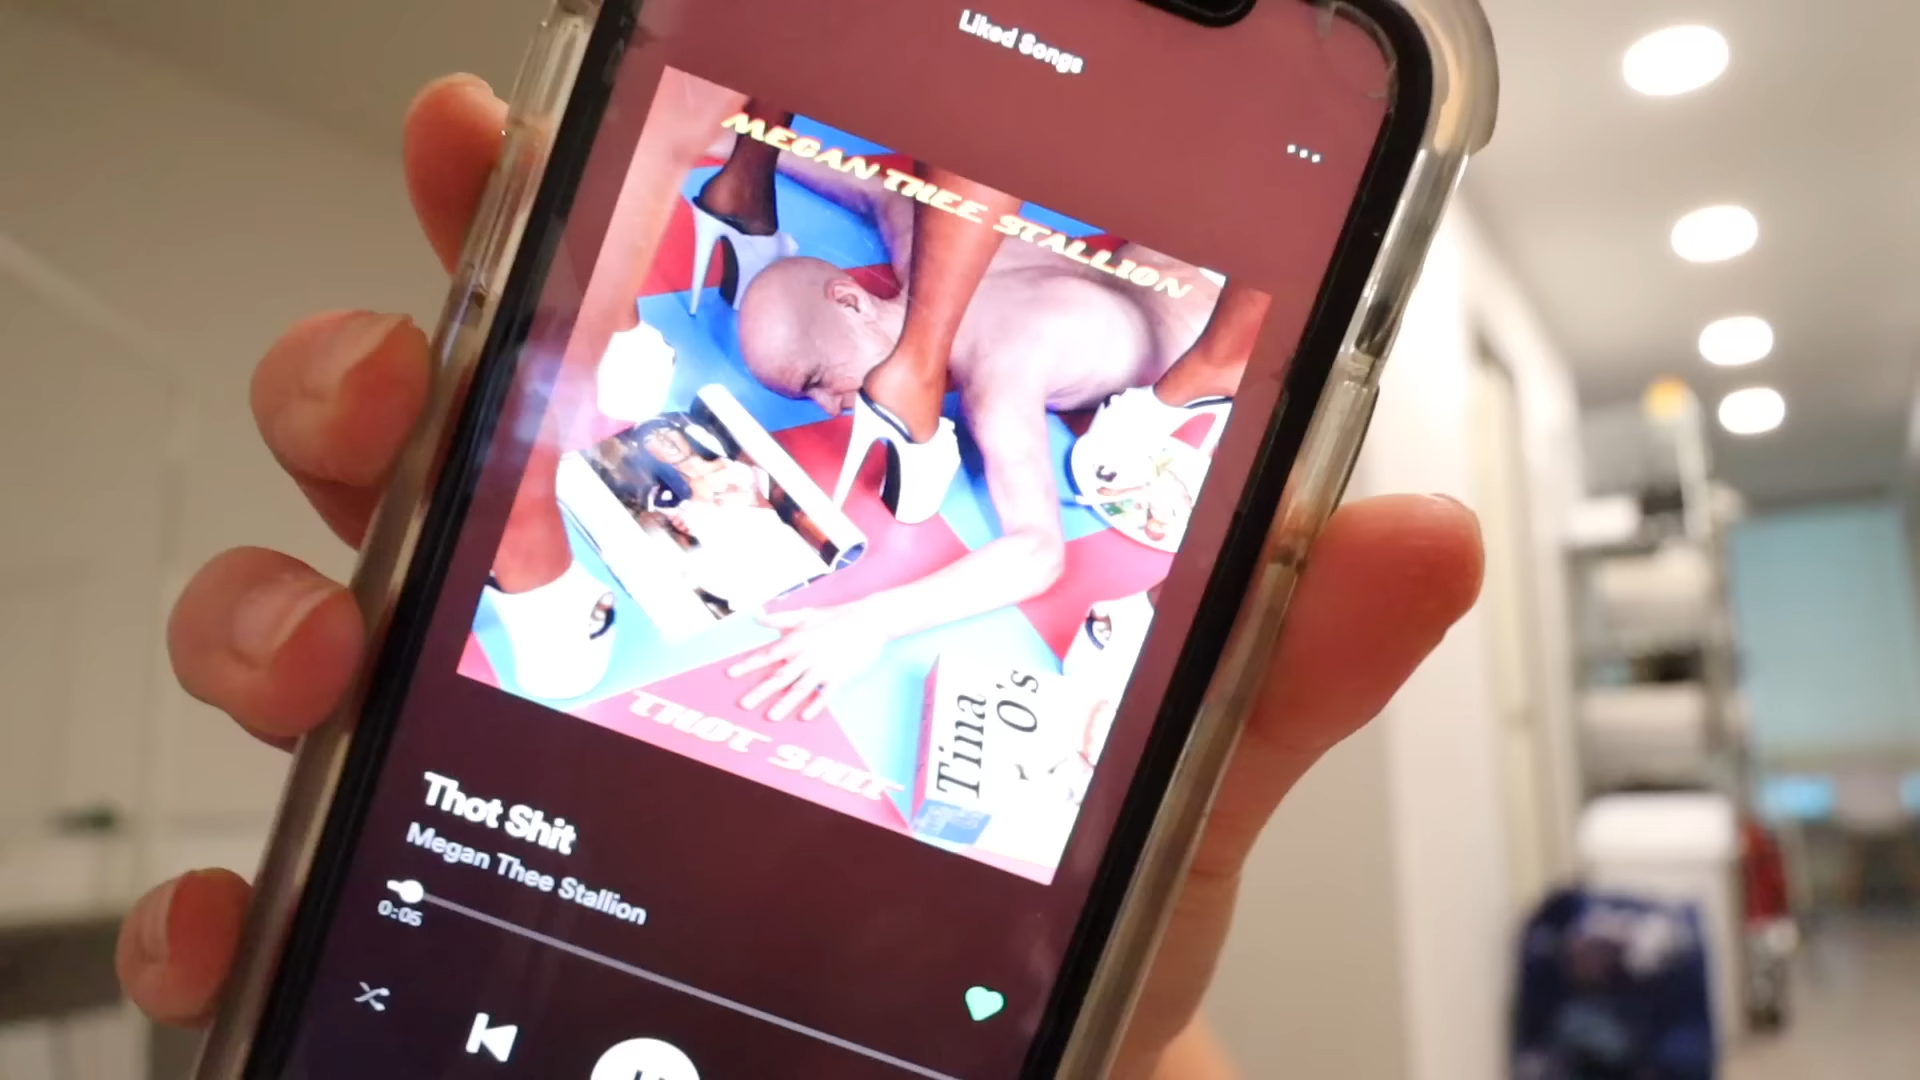 Liked Songs
MEGAN THEE STALLION
THOT SHIT
Tina
O's
Thot Shit
Megan Thee Stallion
0:05